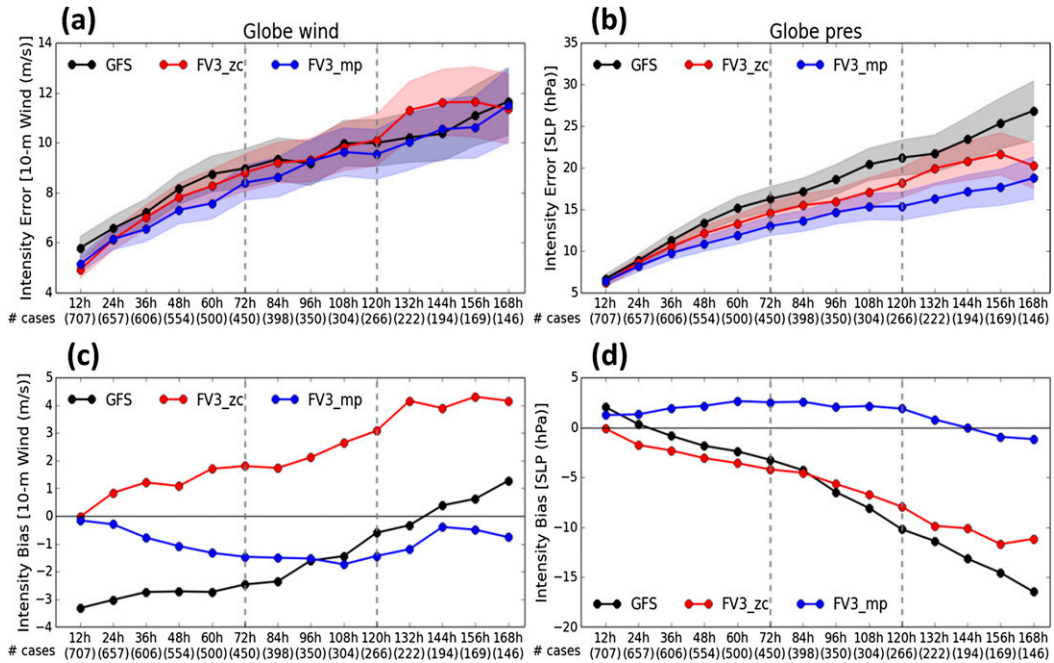 (a)
Globe wind
Intensity Error [10-m Wind (m/s)]
14
12
10
8
6
4
GFS FV3_zc FV3_mp
12h 24h 36h 48h 60h 72h 84h 96h 108h 120h 132h 144h 156h 168h
# cases (707) (657) (606) (554) (500) (450) (398) (350) (304) (266) (222) (194) (169) (146)
(b)
Globe pres
Intensity Error [SLP (hPa)]
35
30
25
20
15
10
5
GFS FV3_zc FV3_mp
12h 24h 36h 48h 60h 72h 84h 96h 108h 120h 132h 144h 156h 168h
# cases (707) (657) (606) (554) (500) (450) (398) (350) (304) (266) (222) (194) (169) (146)
(c)
Intensity Bias [10-m Wind (m/s)]
5
4
3
2
1
0
−1
−2
−3
−4
GFS FV3_zc FV3_mp
12h 24h 36h 48h 60h 72h 84h 96h 108h 120h 132h 144h 156h 168h
# cases (707) (657) (606) (554) (500) (450) (398) (350) (304) (266) (222) (194) (169) (146)
(d)
Intensity Bias [SLP (hPa)]
5
0
−5
−10
−15
−20
GFS FV3_zc FV3_mp
12h 24h 36h 48h 60h 72h 84h 96h 108h 120h 132h 144h 156h 168h
# cases (707) (657) (606) (554) (500) (450) (398) (350) (304) (266) (222) (194) (169) (146)